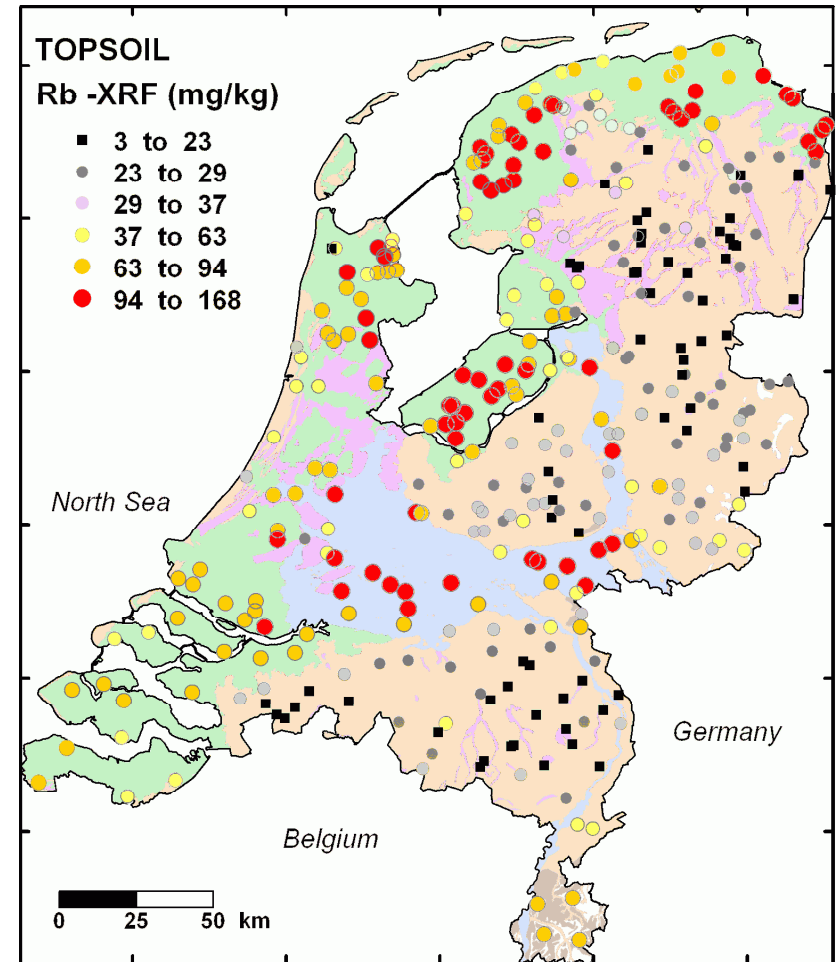 TOPSOIL
Rb -XRF (mg/kg)
3 to 23
23 to 29
29 to 37
37 to 63
63 to 94
94 to 168
North Sea
Germany
Belgium
0 25 50 km